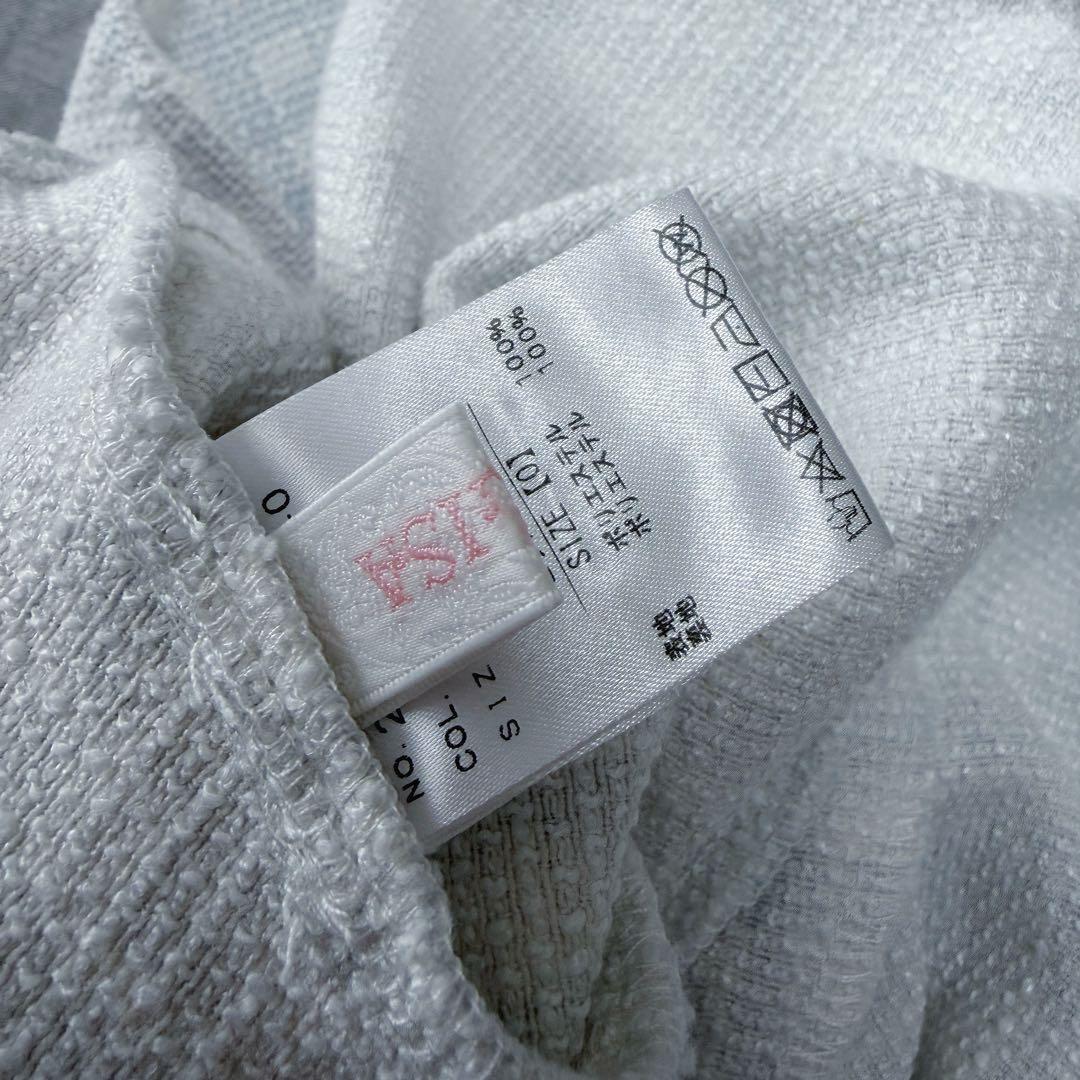 NO. 2
COL.
SIZ
SIZE [0]
表地 ポリエステル 100%
裏地 ポリエステル 100%